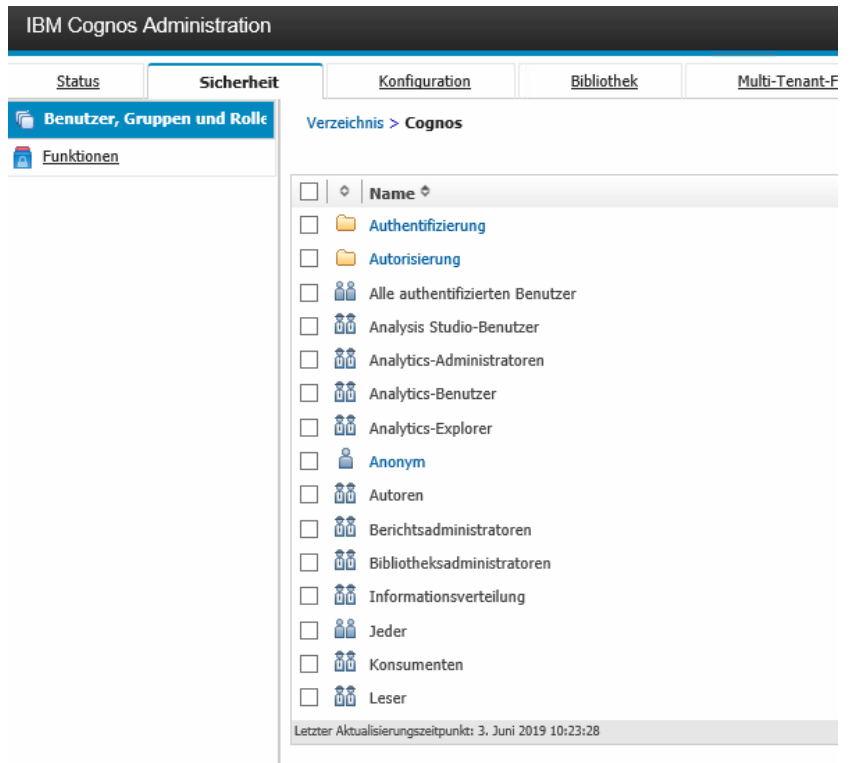 IBM Cognos Administration
Status Sicherheit Konfiguration Bibliothek Multi-Tenant-F
Benutzer, Gruppen und Rolle
Funktionen
Verzeichnis > Cognos
Name
Authentifizierung
Autorisierung
Alle authentifizierten Benutzer
Analysis Studio-Benutzer
Analytics-Administratoren
Analytics-Benutzer
Analytics-Explorer
Anonym
Autoren
Berichtsadministratoren
Bibliotheksadministratoren
Informationsverteilung
Jeder
Konsumenten
Leser
Letzter Aktualisierungszeitpunkt: 3. Juni 2019 10:23:28